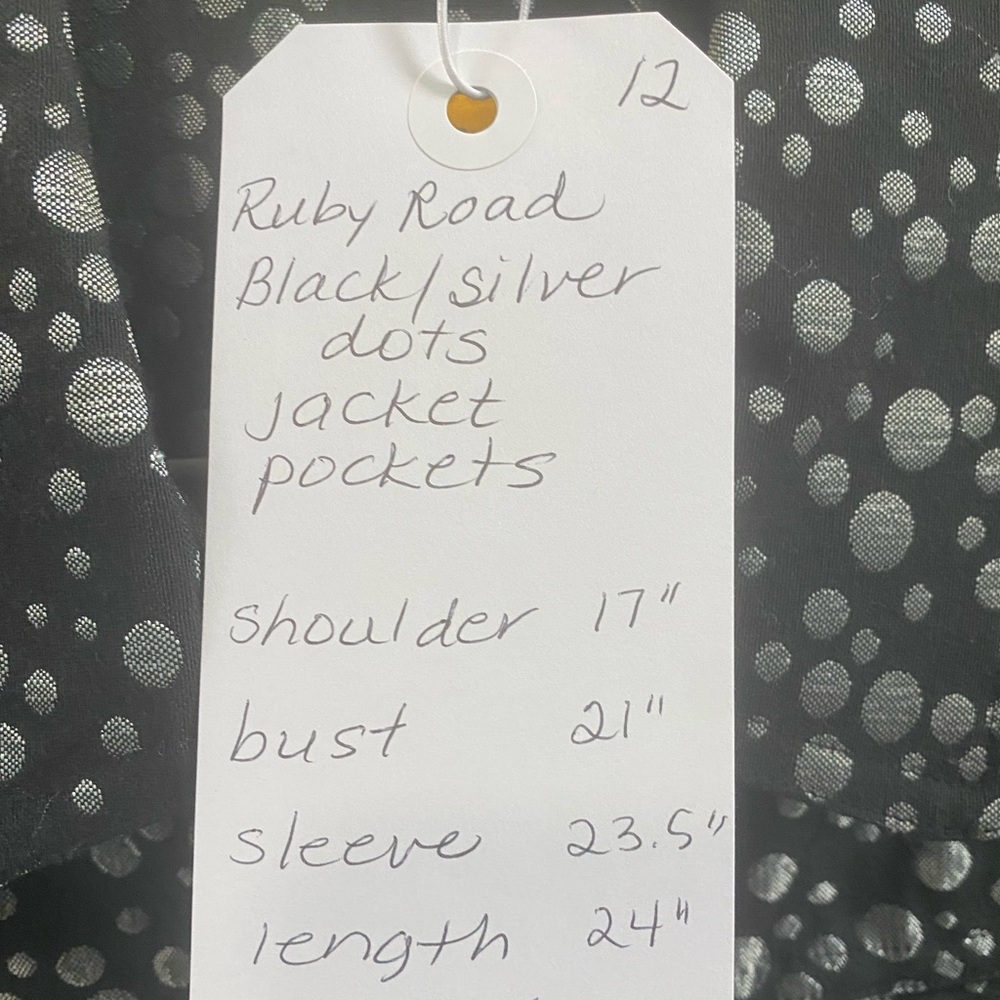 12
Ruby Road
Black/silver
dots
jacket
pockets
shoulder 17"
bust 21"
sleeve 23.5"
length 24"